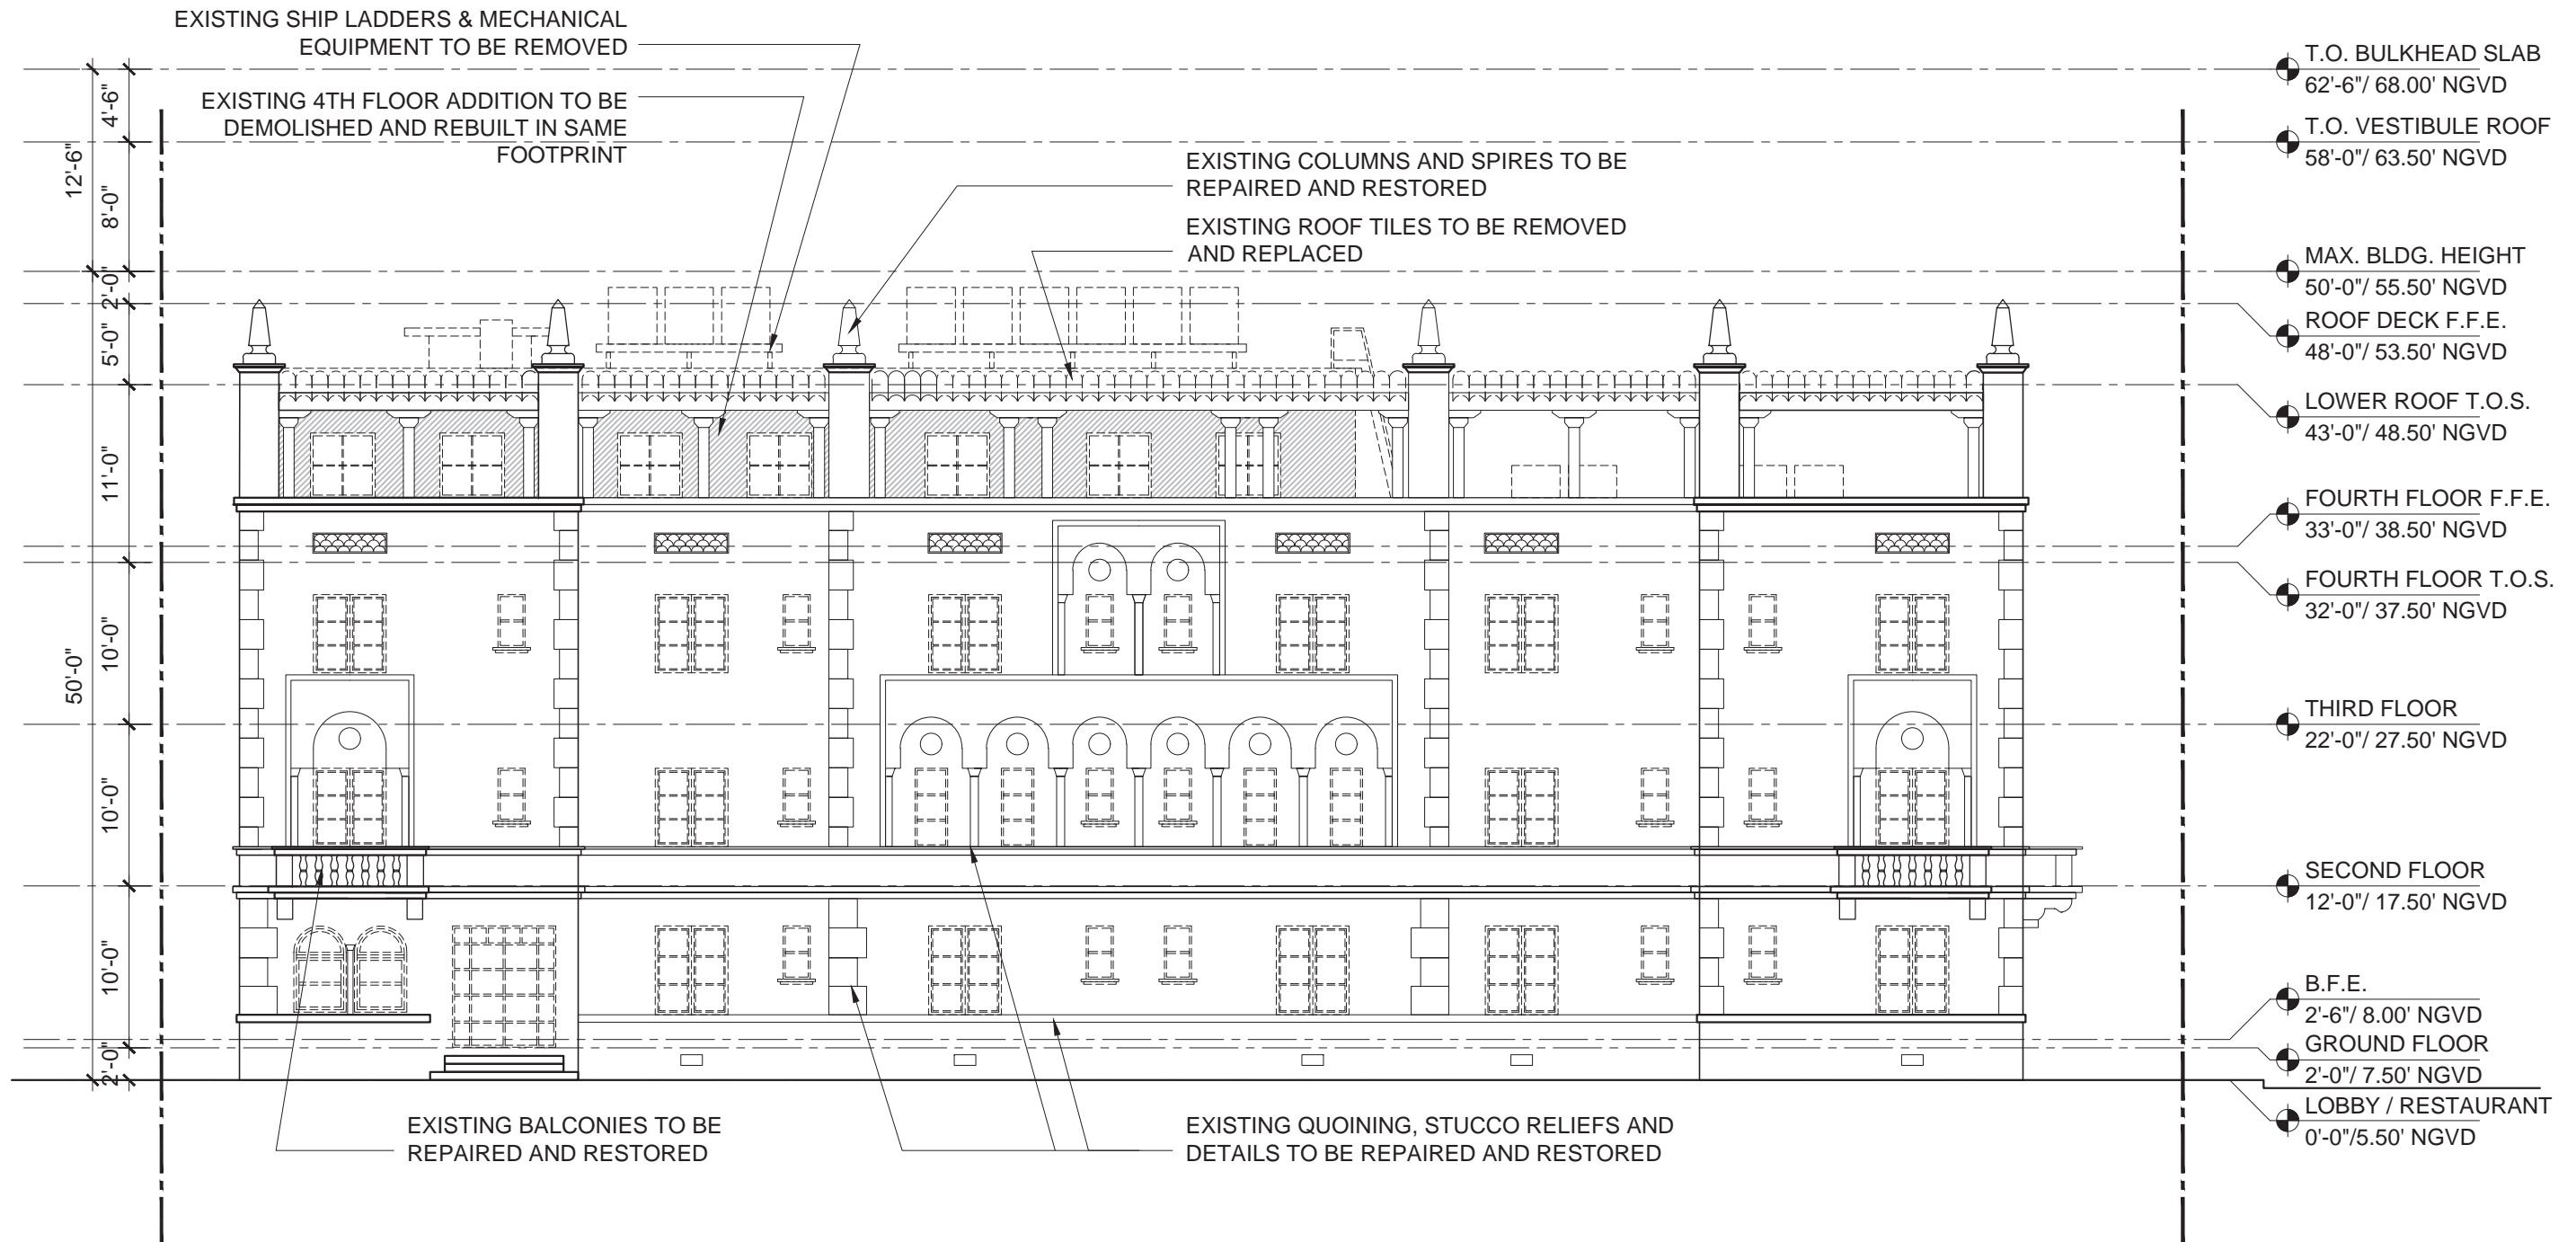 EXISTING SHIP LADDERS & MECHANICAL
EQUIPMENT TO BE REMOVED
EXISTING 4TH FLOOR ADDITION TO BE
DEMOLISHED AND REBUILT IN SAME
FOOTPRINT
EXISTING COLUMNS AND SPIRES TO BE
REPAIRED AND RESTORED
EXISTING ROOF TILES TO BE REMOVED
AND REPLACED
12'-6"
50'-0"
4'-6"
8'-0"
2'-0"
5'-0"
11'-0"
10'-0"
10'-0"
10'-0"
2'-0"
T.O. BULKHEAD SLAB
62'-6"/ 68.00' NGVD
T.O. VESTIBULE ROOF
58'-0"/ 63.50' NGVD
MAX. BLDG. HEIGHT
50'-0"/ 55.50' NGVD
ROOF DECK F.F.E.
48'-0"/ 53.50' NGVD
LOWER ROOF T.O.S.
43'-0"/ 48.50' NGVD
FOURTH FLOOR F.F.E.
33'-0"/ 38.50' NGVD
FOURTH FLOOR T.O.S.
32'-0"/ 37.50' NGVD
THIRD FLOOR
22'-0"/ 27.50' NGVD
SECOND FLOOR
12'-0"/ 17.50' NGVD
B.F.E.
2'-6"/ 8.00' NGVD
GROUND FLOOR
2'-0"/ 7.50' NGVD
LOBBY / RESTAURANT
0'-0"/5.50' NGVD
EXISTING BALCONIES TO BE
REPAIRED AND RESTORED
EXISTING QUOINING, STUCCO RELIEFS AND
DETAILS TO BE REPAIRED AND RESTORED